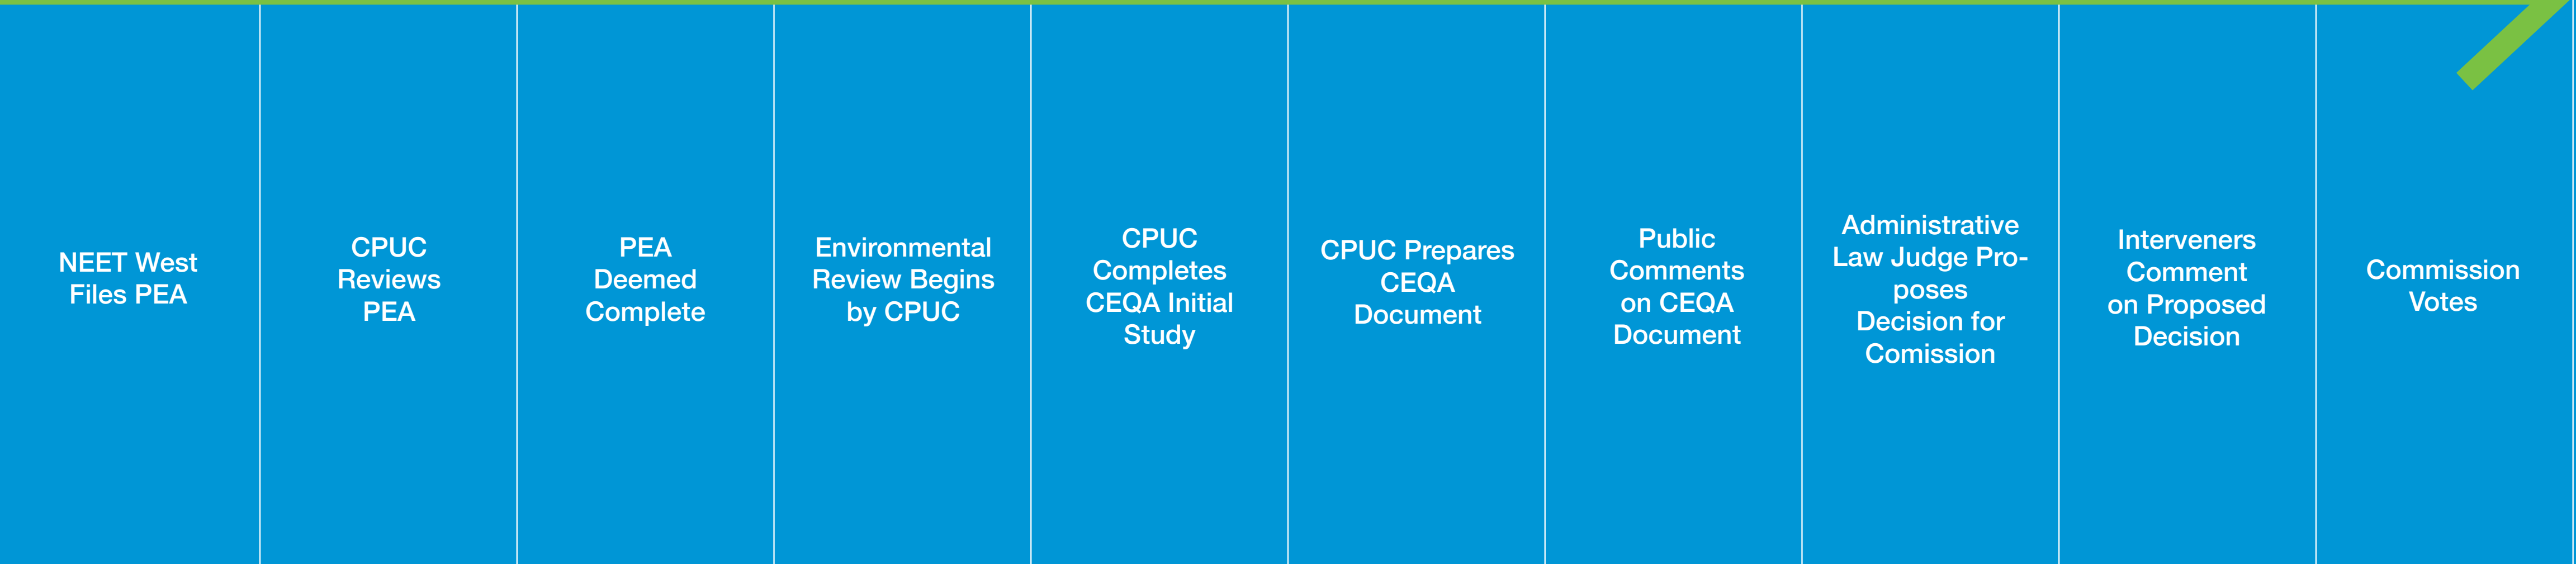 NEET West
Files PEA
CPUC
Reviews
PEA
PEA
Deemed
Complete
Environmental
Review Begins
by CPUC
CPUC
Completes
CEQA Initial
Study
CPUC Prepares
CEQA
Document
Public
Comments
on CEQA
Document
Administrative
Law Judge Pro-
poses
Decision for
Comission
Interveners
Comment
on Proposed
Decision
Commission
Votes